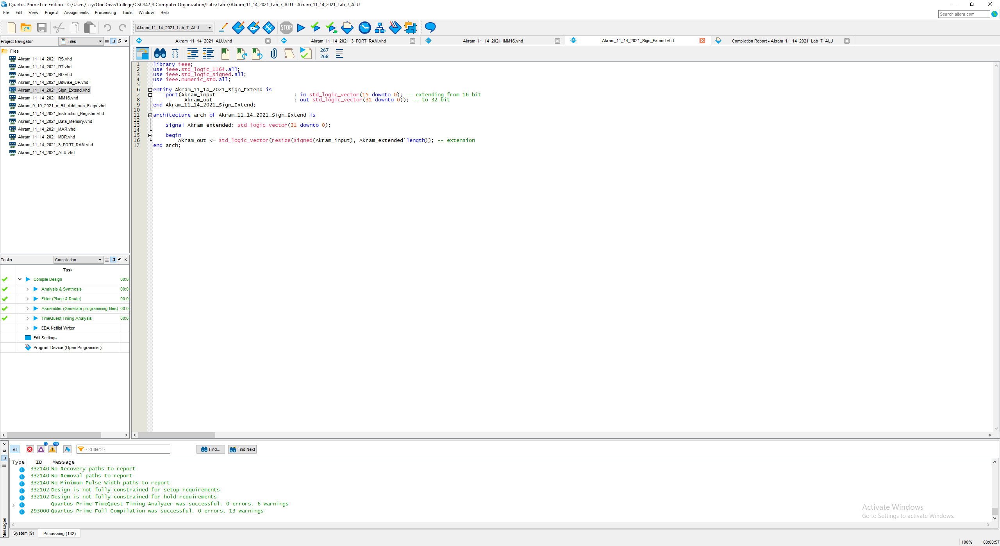 Quartus Prime Lite Edition - C:/Users/Izzy/OneDrive/College/CSC342_3 Computer Organization/Labs/Lab 7/Akram_11_14_2021_Lab_7_ALU - Akram_11_14_2021_Lab_7_ALU
File Edit View Project Assignments Processing Tools Window Help
Search altera.com
Akram_11_14_2021_Lab_7_ALU
STOP
Project Navigator
Files
Akram_11_14_2021_ALU.vhd
Akram_11_14_2021_3_PORT_RAM.vhd
Akram_11_14_2021_IMM16.vhd
Akram_11_14_2021_Sign_Extend.vhd
Compilation Report - Akram_11_14_2021_Lab_7_ALU
267
268
Files
Akram_11_14_2021_RS.vhd
Akram_11_14_2021_RT.vhd
Akram_11_14_2021_RD.vhd
Akram_11_14_2021_Bitwise_OP.vhd
Akram_11_14_2021_Sign_Extend.vhd
Akram_11_14_2021_IMM16.vhd
Akram_9_19_2021_n_Bit_Add_sub_Flags.vhd
Akram_11_14_2021_Instruction_Register.vhd
Akram_11_14_2021_Data_Memory.vhd
Akram_11_14_2021_MAR.vhd
Akram_11_14_2021_MDR.vhd
Akram_11_14_2021_3_PORT_RAM.vhd
Akram_11_14_2021_ALU.vhd
1 library ieee;
2 use ieee.std_logic_1164.all;
3 use ieee.std_logic_signed.all;
4 use ieee.numeric_std.all;
5
6 entity Akram_11_14_2021_Sign_Extend is
7 port(Akram_input : in std_logic_vector(15 downto 0); -- extending from 16-bit
8 Akram_out : out std_logic_vector(31 downto 0)); -- to 32-bit
9 end Akram_11_14_2021_Sign_Extend;
10
11 architecture arch of Akram_11_14_2021_Sign_Extend is
12
13 signal Akram_extended: std_logic_vector(31 downto 0);
14
15 begin
16 Akram_out <= std_logic_vector(resize(signed(Akram_input), Akram_extended'length)); -- extension
17 end arch;
Tasks
Compilation
Task
Compile Design 00:00
Analysis & Synthesis 00:00
Fitter (Place & Route) 00:00
Assembler (Generate programming files) 00:00
TimeQuest Timing Analysis 00:00
EDA Netlist Writer
Edit Settings
Program Device (Open Programmer)
All
3
10
<<Filter>>
Find...
Find Next
Type ID Message
332140 No Recovery paths to report
332140 No Removal paths to report
332140 No Minimum Pulse Width paths to report
332102 Design is not fully constrained for setup requirements
332102 Design is not fully constrained for hold requirements
Quartus Prime TimeQuest Timing Analyzer was successful. 0 errors, 6 warnings
293000 Quartus Prime Full Compilation was successful. 0 errors, 13 warnings
Activate Windows
Go to Settings to activate Windows.
Messages
System (9)
Processing (132)
100% 00:00:57